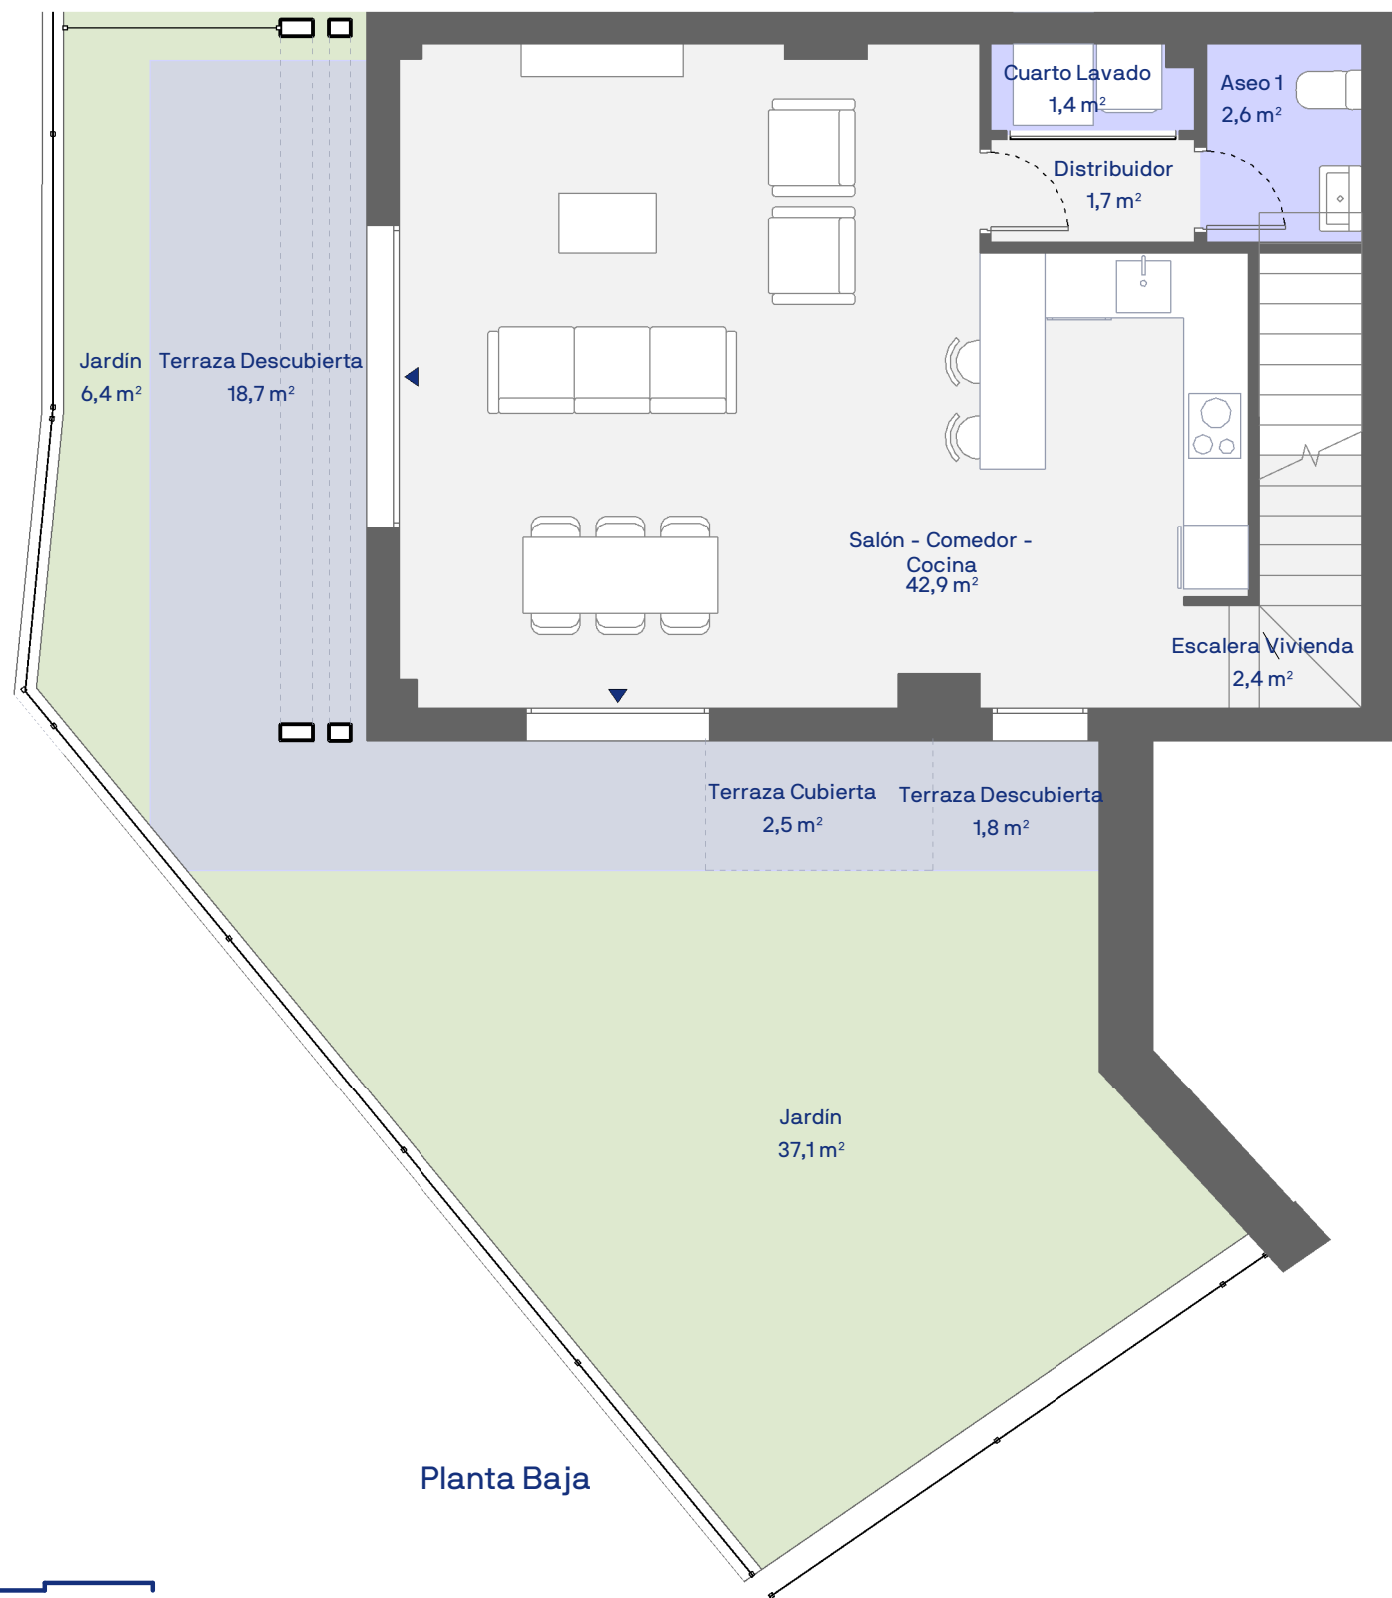 Cuarto Lavado
1,4 m²
Aseo 1
2,6 m²
Distribuidor
1,7 m²
Jardín
6,4 m²
Terraza Descubierta
18,7 m²
Salón - Comedor -
Cocina
42,9 m²
Escalera Vivienda
2,4 m²
Terraza Cubierta
2,5 m²
Terraza Descubierta
1,8 m²
Jardín
37,1 m²
Planta Baja